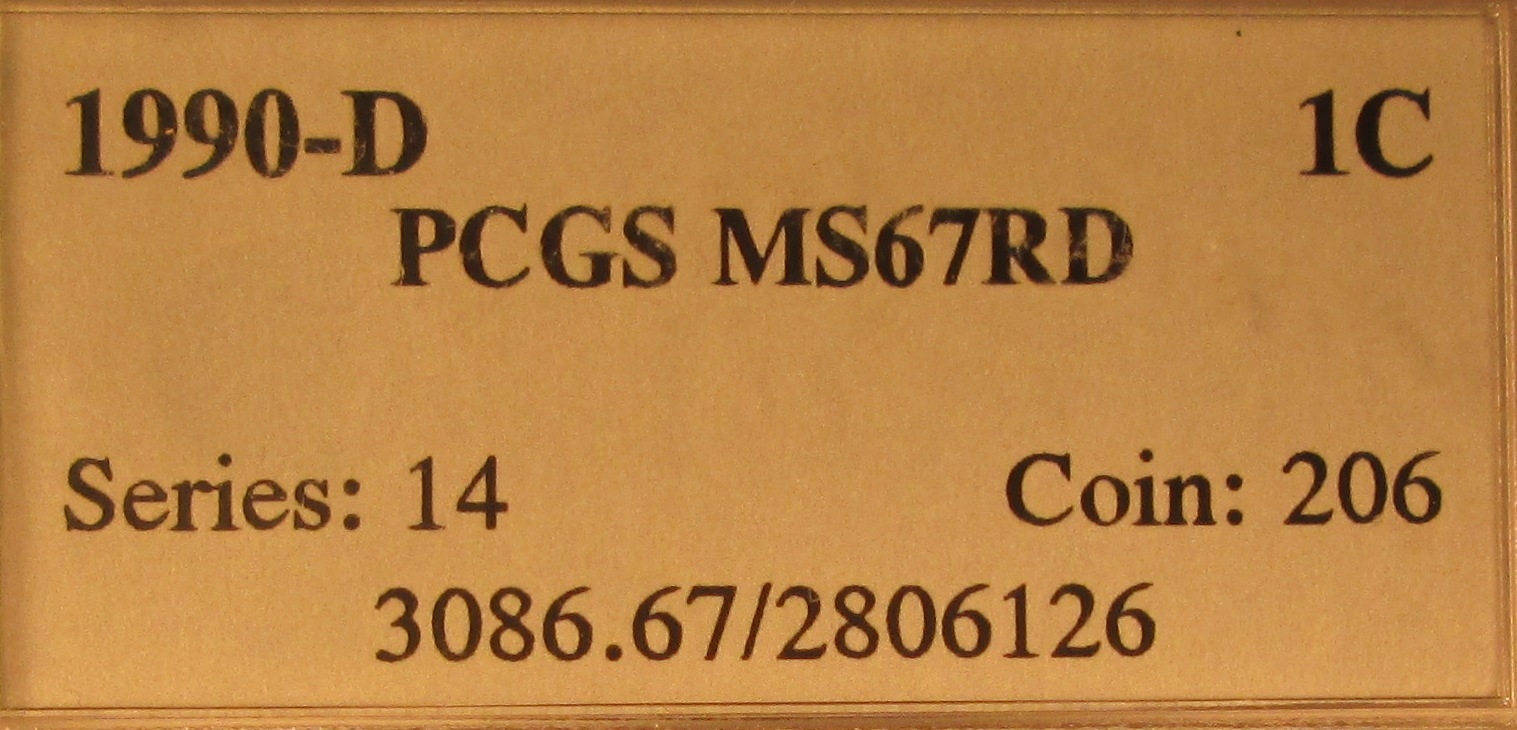 1990-D 1C
PCGS MS67RD
Series: 14 Coin: 206
3086.67/2806126